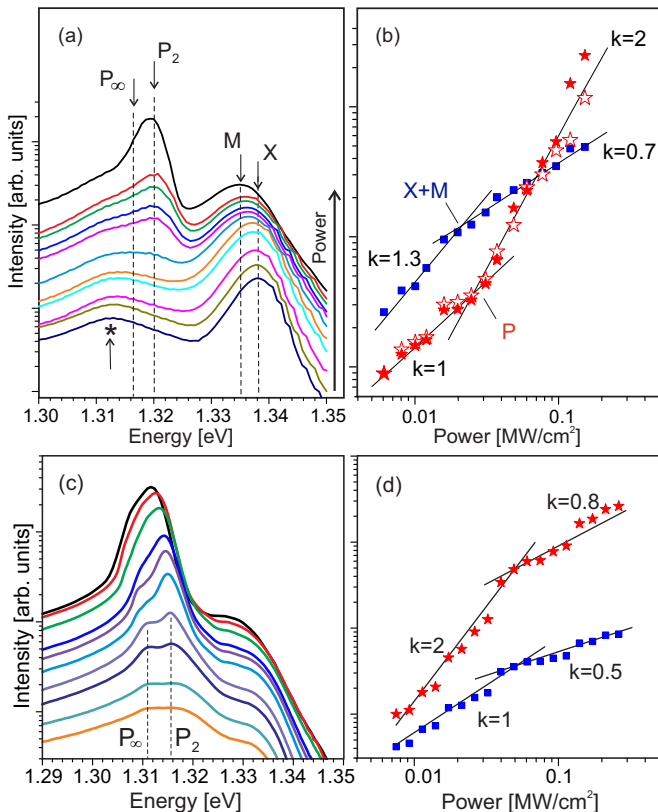 (a)
P∞
P2
M
X
Intensity [arb. units]
Power
*
1.30 1.31 1.32 1.33 1.34 1.35
Energy [eV]
(b)
k=2
k=0.7
X+M
k=1.3
P
k=1
0.01 0.1
Power [MW/cm²]
(c)
Intensity [arb. units]
P∞
P2
1.29 1.30 1.31 1.32 1.33 1.34 1.35
Energy [eV]
(d)
k=0.8
k=2
k=0.5
k=1
0.01 0.1
Power [MW/cm²]